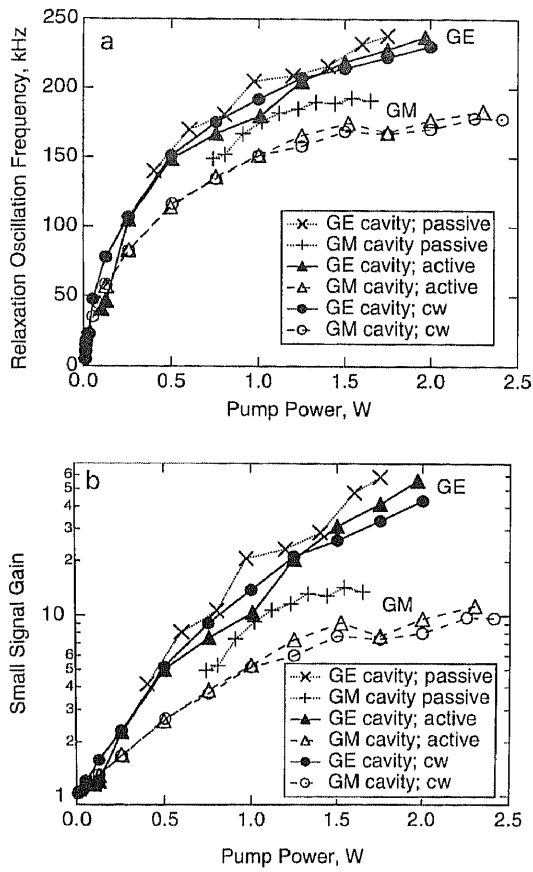 a
Relaxation Oscillation Frequency, kHz
250
200
150
100
50
0
GE
GM
GE cavity; passive
GM cavity passive
GE cavity; active
GM cavity; active
GE cavity; cw
GM cavity; cw
0.0 0.5 1.0 1.5 2.0 2.5
Pump Power, W
b
Small Signal Gain
6
5
4
3
2
10
6
5
4
3
2
1
GE
GM
GE cavity; passive
GM cavity passive
GE cavity; active
GM cavity; active
GE cavity; cw
GM cavity; cw
0.0 0.5 1.0 1.5 2.0 2.5
Pump Power, W